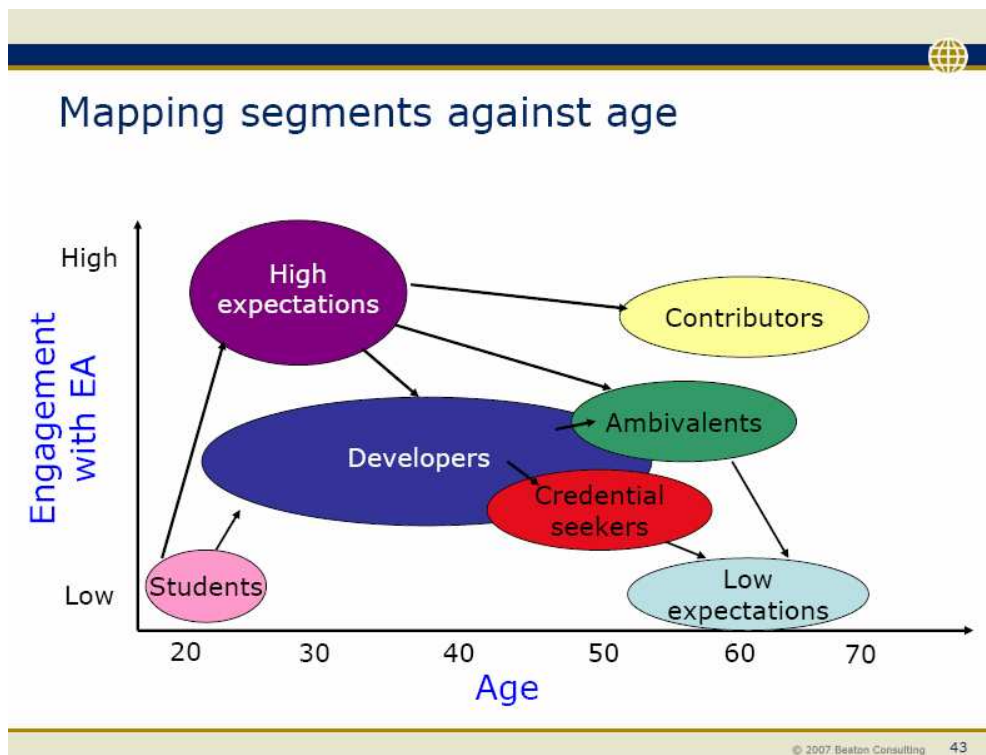 Mapping segments against age
High
High
expectations
Contributors
Engagement
with EA
Ambivalents
Developers
Credential
seekers
Low
Students
Low
expectations
20 30 40 50 60 70
Age
© 2007 Beaton Consulting 43